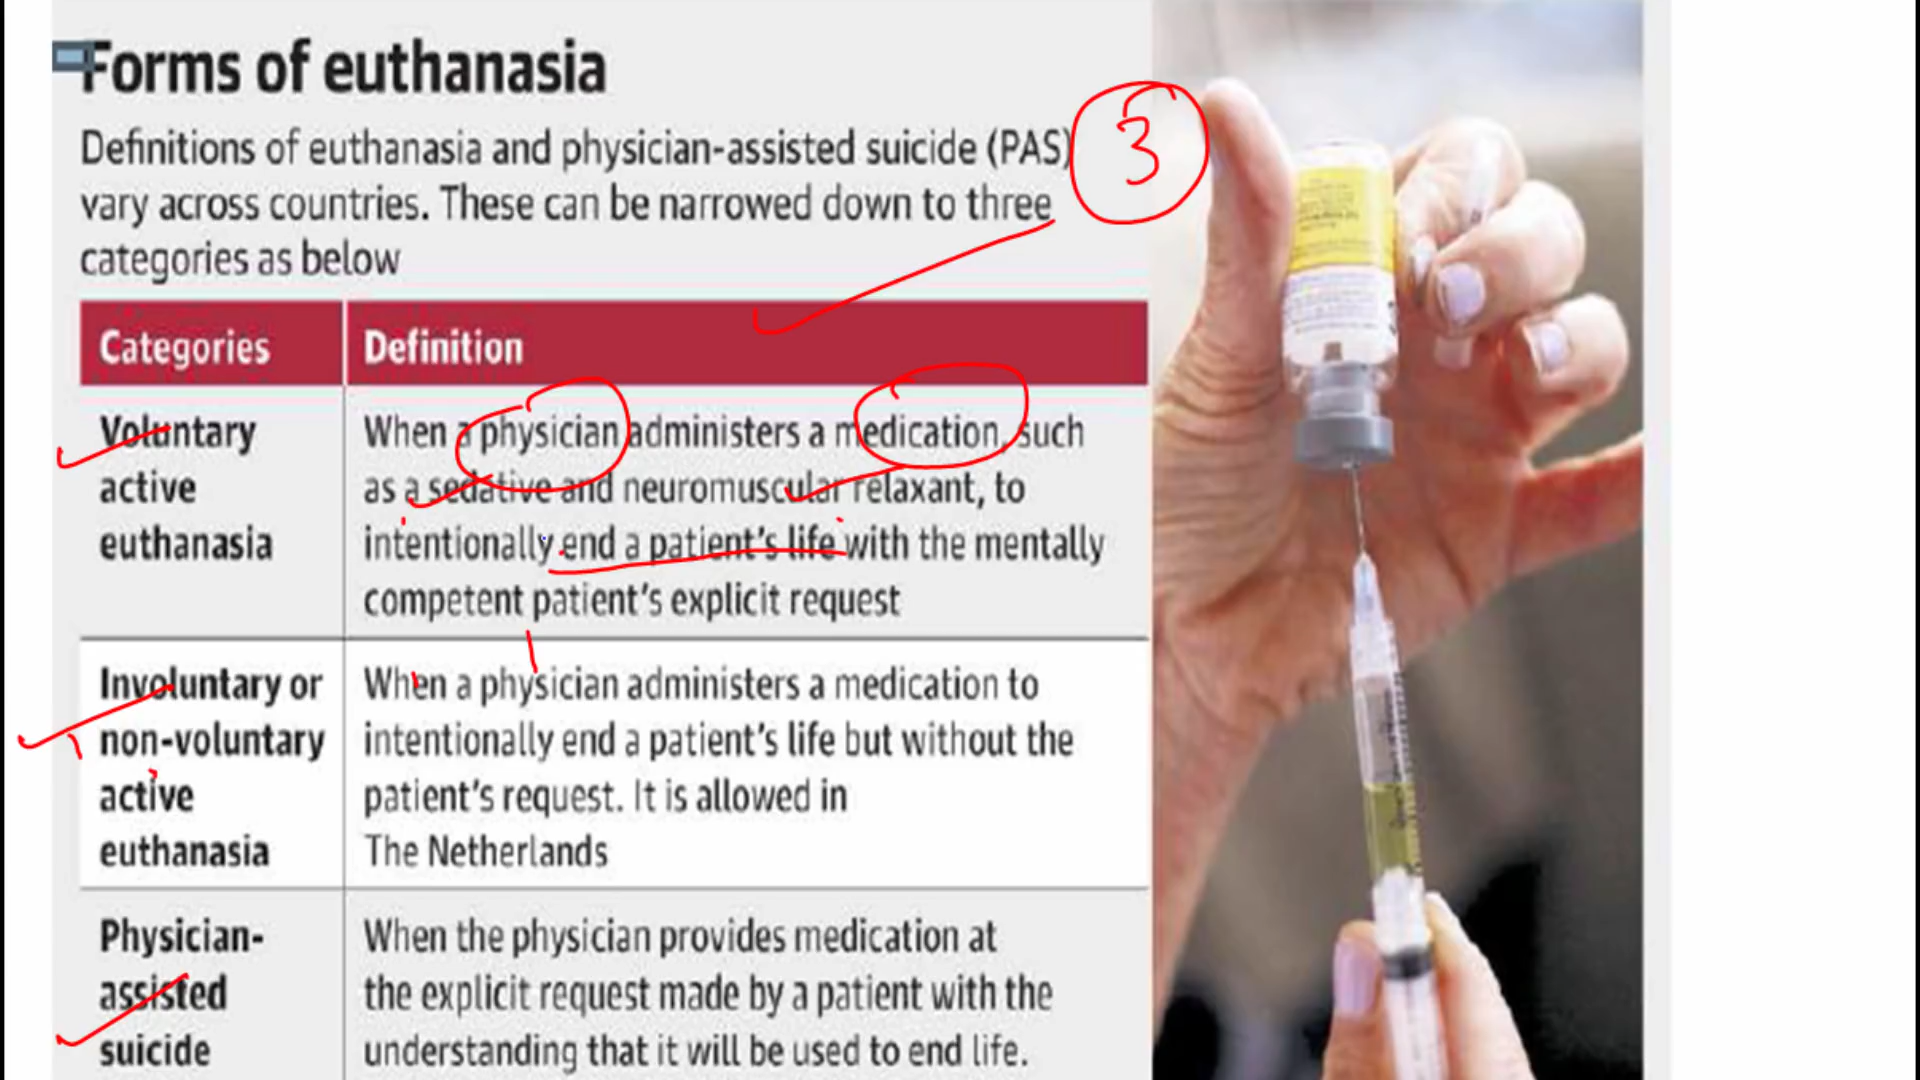 Forms of euthanasia
Definitions of euthanasia and physician-assisted suicide (PAS)
3
vary across countries. These can be narrowed down to three
categories as below
Categories
Definition
Voluntary
active
euthanasia
When a physician administers a medication, such
as a sedative and neuromuscular relaxant, to
intentionally end a patient's life with the mentally
competent patient's explicit request
Involuntary or
non-voluntary
active
euthanasia
When a physician administers a medication to
intentionally end a patient's life but without the
patient's request. It is allowed in
The Netherlands
Physician-
assisted
suicide
When the physician provides medication at
the explicit request made by a patient with the
understanding that it will be used to end life.